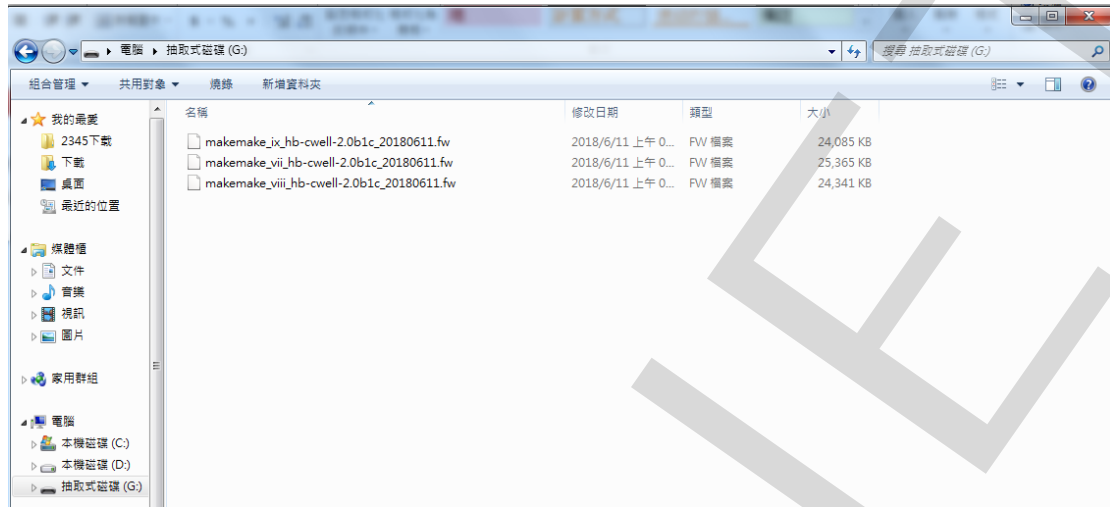 電腦 ▸ 抽取式磁碟 (G:)
搜尋 抽取式磁碟 (G:)
組合管理 共用對象 燒錄 新增資料夾
名稱 修改日期 類型 大小
makemake_ix_hb-cwell-2.0b1c_20180611.fw 2018/6/11 上午 0... FW 檔案 24,085 KB
makemake_vii_hb-cwell-2.0b1c_20180611.fw 2018/6/11 上午 0... FW 檔案 25,365 KB
makemake_viii_hb-cwell-2.0b1c_20180611.fw 2018/6/11 上午 0... FW 檔案 24,341 KB
我的最愛
2345下載
下載
桌面
最近的位置
媒體櫃
文件
音樂
視訊
圖片
家用群組
電腦
本機磁碟 (C:)
本機磁碟 (D:)
抽取式磁碟 (G:)